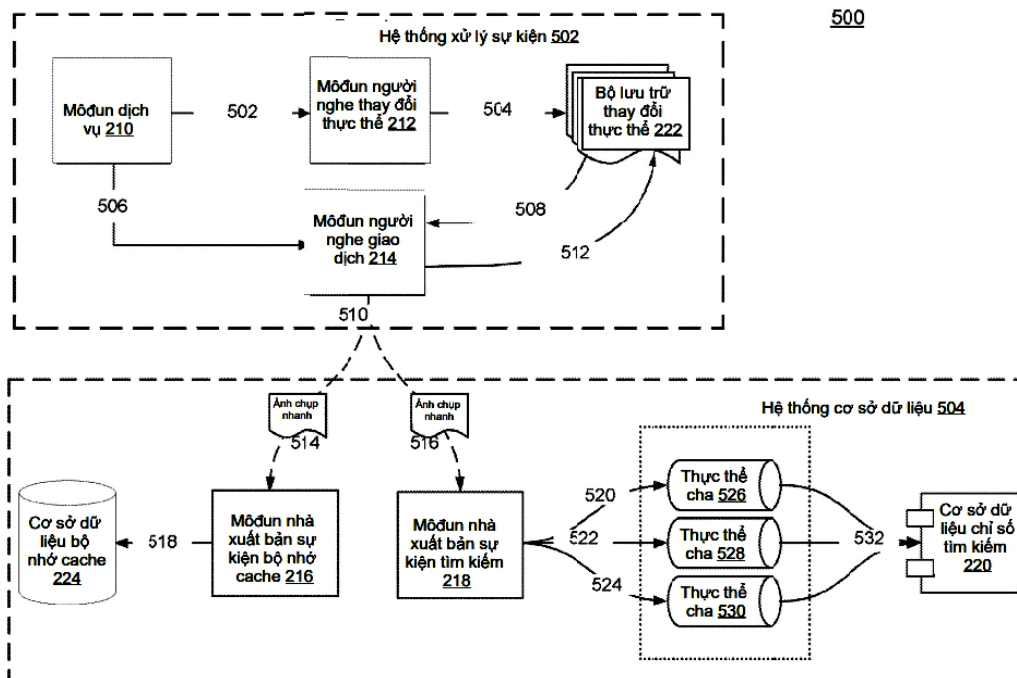 500
Hệ thống xử lý sự kiện 502
Môđun dịch
vụ 210
502
Môđun người
nghe thay đổi
thực thể 212
504
Bộ lưu trữ
thay đổi
thực thể 222
506
Môđun người
nghe giao
dịch 214
508
512
510
Hệ thống cơ sở dữ liệu 504
Ảnh chụp
nhanh
514
Ảnh chụp
nhanh
516
Cơ sở dữ
liệu bộ
nhớ cache
224
518
Môđun nhà
xuất bản sự
kiện bộ nhớ
cache 216
Môđun nhà
xuất bản sự
kiện tìm kiếm
218
520
522
524
Thực thể
cha 526
Thực thể
cha 528
Thực thể
cha 530
532
Cơ sở dữ
liệu chỉ số
tìm kiếm
220